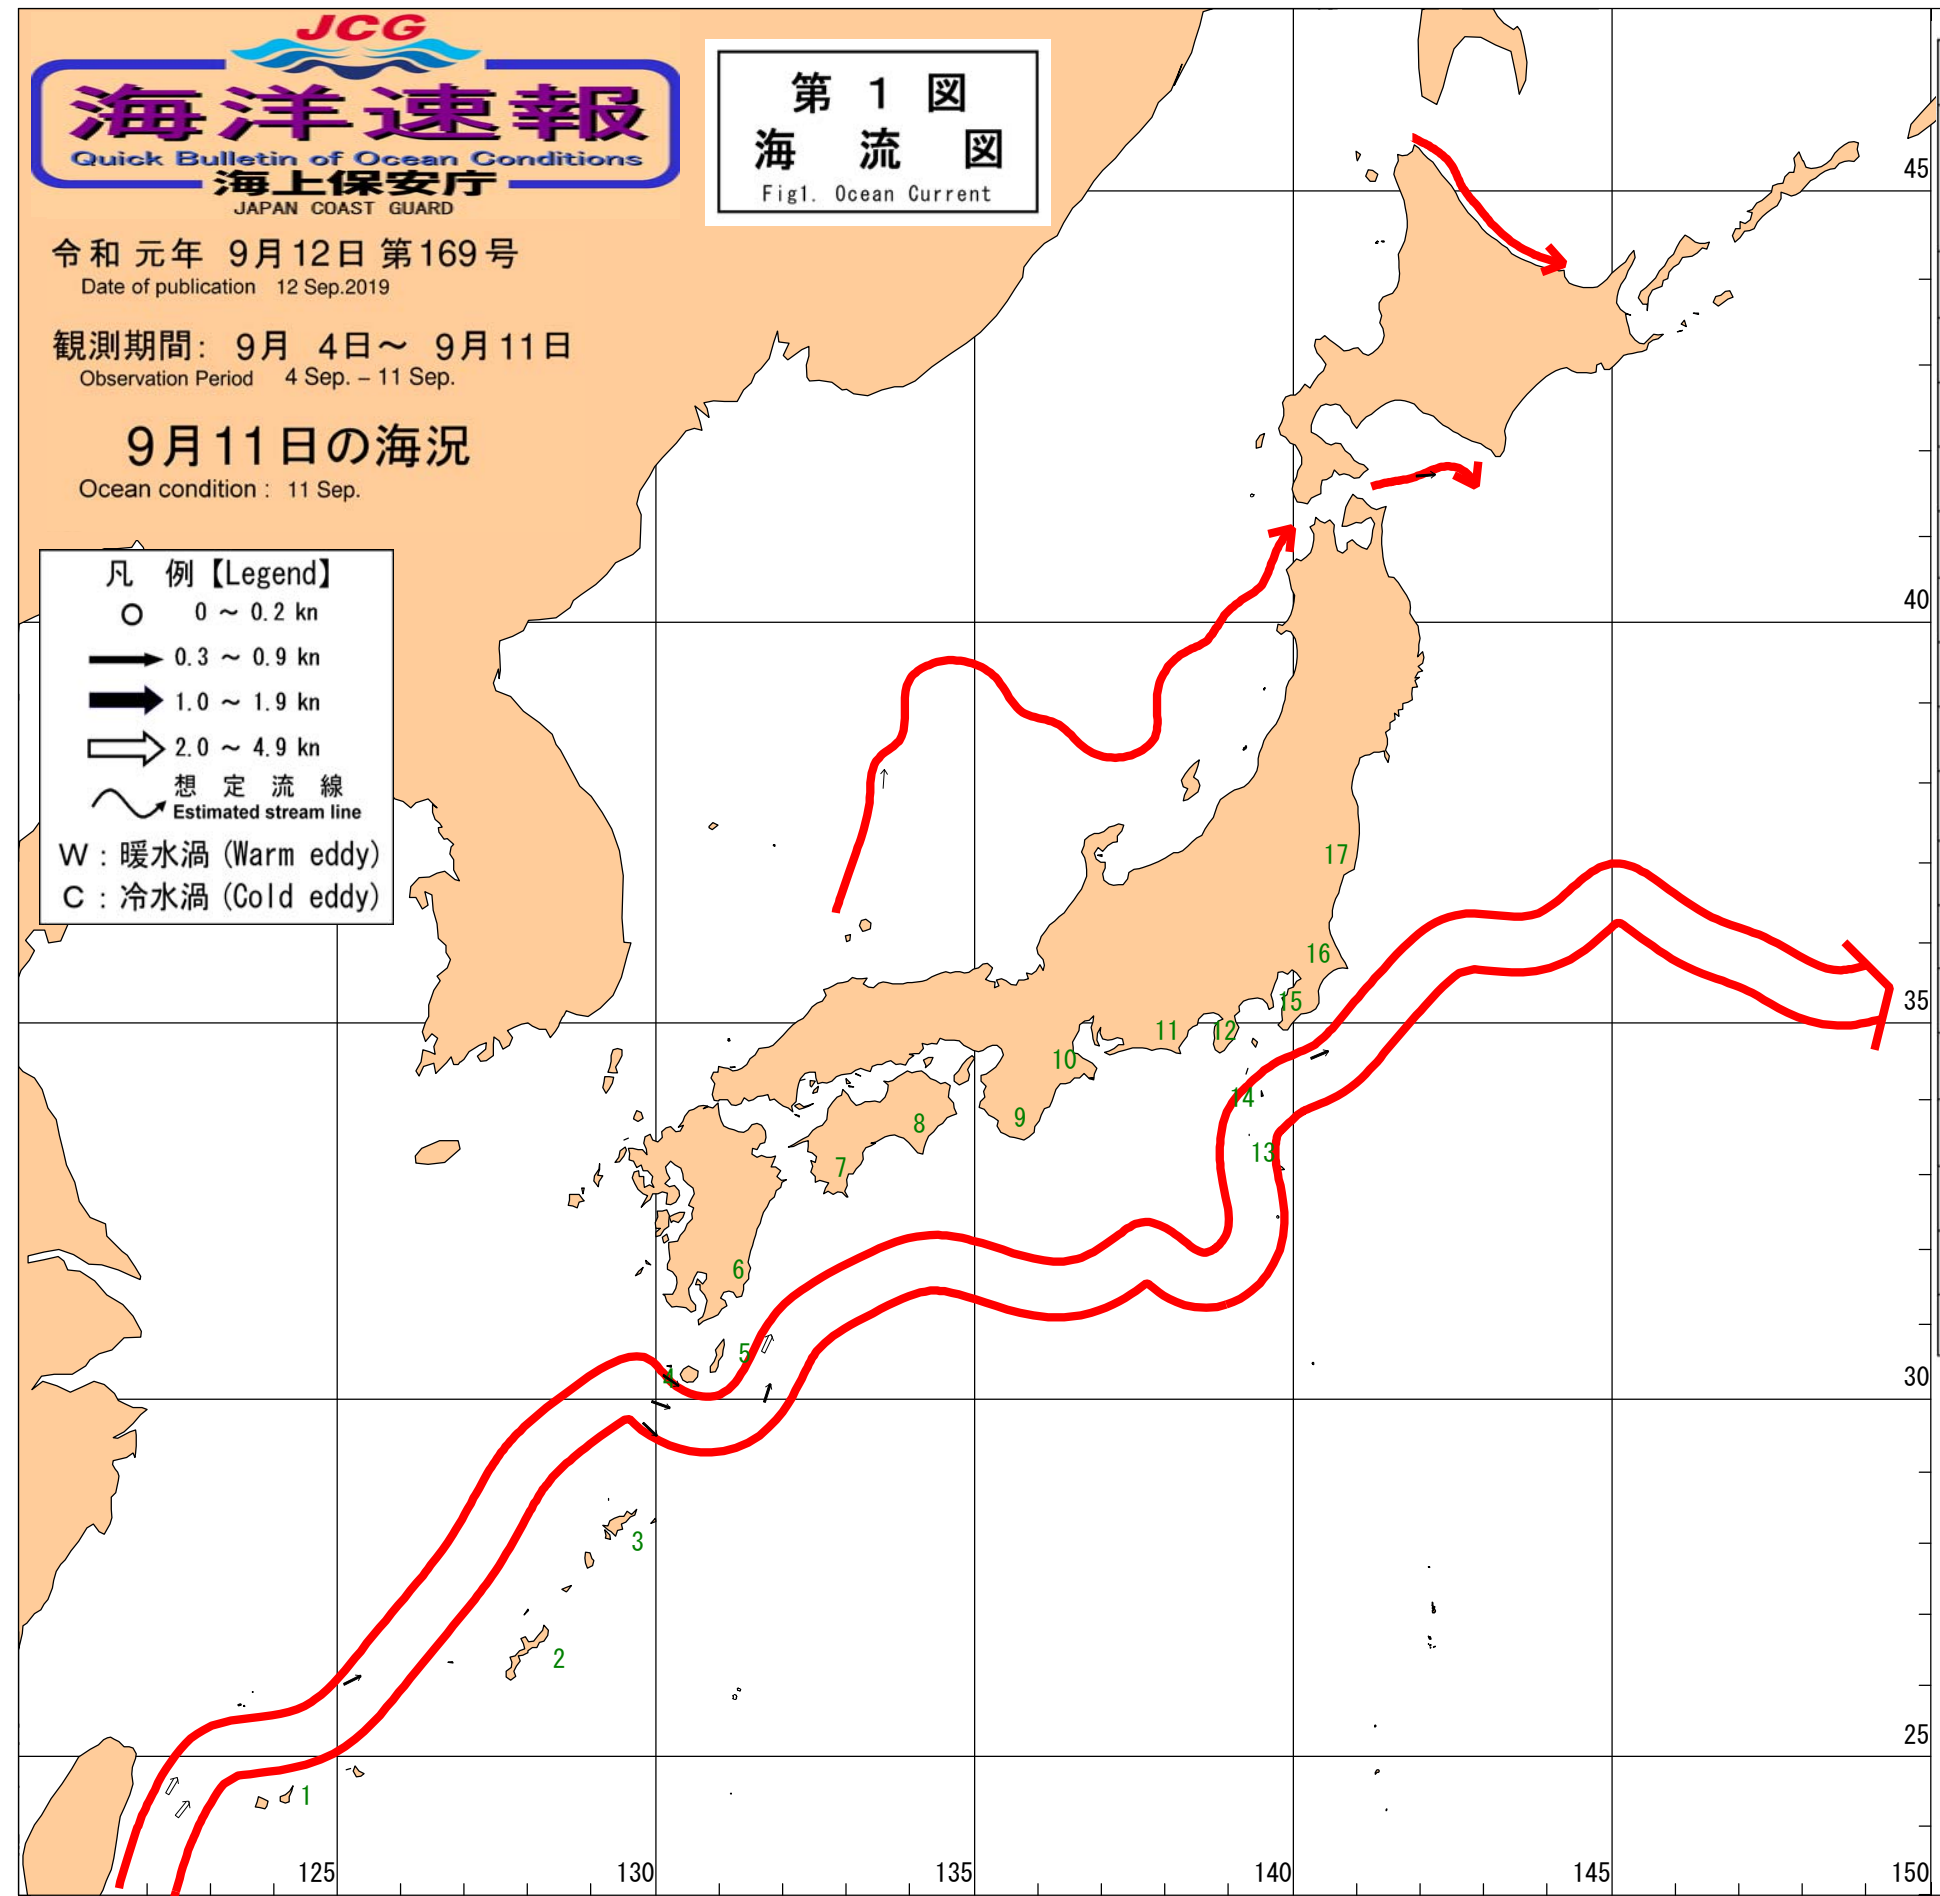 JCG
海洋速報
Quick Bulletin of Ocean Conditions
海上保安庁
JAPAN COAST GUARD
第 1 図
海 流 図
Fig1. Ocean Current
令和 元年 9月12日 第169号
Date of publication 12 Sep.2019
観測期間: 9月 4日～ 9月11日
Observation Period 4 Sep. – 11 Sep.
9月11日の海況
Ocean condition : 11 Sep.
凡 例【Legend】
0 ～ 0.2 kn
0.3 ～ 0.9 kn
1.0 ～ 1.9 kn
2.0 ～ 4.9 kn
想 定 流 線
Estimated stream line
W : 暖水渦 (Warm eddy)
C : 冷水渦 (Cold eddy)
45
40
17
16
35
15
11
12
10
14
9
8
13
7
6
5
30
3
2
25
1
125
130
135
140
145
150